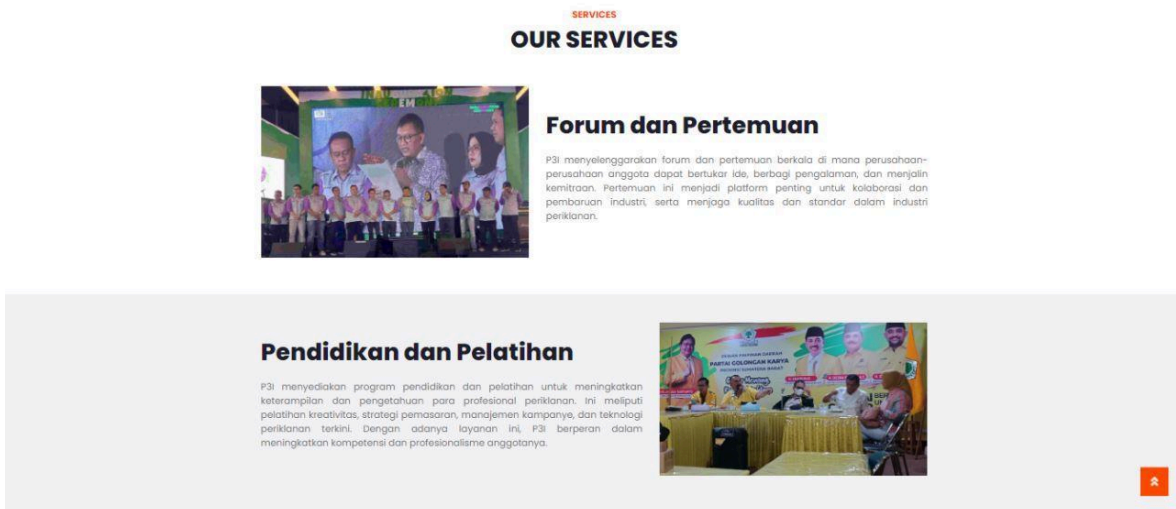 SERVICES
OUR SERVICES
Forum dan Pertemuan
P3I menyelenggarakan forum dan pertemuan berkala di mana perusahaan-
perusahaan anggota dapat bertukar ide, berbagi pengalaman, dan menjalin
kemitraan. Pertemuan ini menjadi platform penting untuk kolaborasi dan
pembaruan industri, serta menjaga kualitas dan standar dalam industri
periklanan.
Pendidikan dan Pelatihan
P3I menyediakan program pendidikan dan pelatihan untuk meningkatkan
keterampilan dan pengetahuan para profesional periklanan. Ini meliputi
pelatihan kreativitas, strategi pemasaran, manajemen kampanye, dan teknologi
periklanan terkini. Dengan adanya layanan ini, P3I berperan dalam
meningkatkan kompetensi dan profesionalisme anggotanya.
PARTAI GOLONGAN KARYA